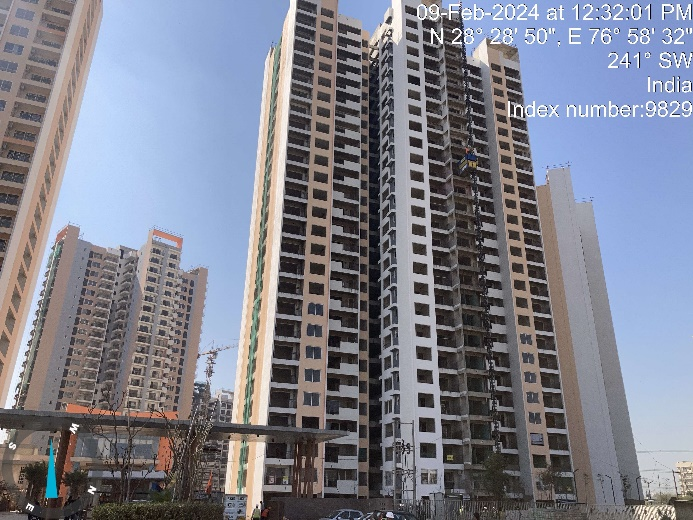 09-Feb-2024 at 12:32:01 PM
N 28° 28' 50", E 76° 58' 32"
241° SW
India
Index number:9829